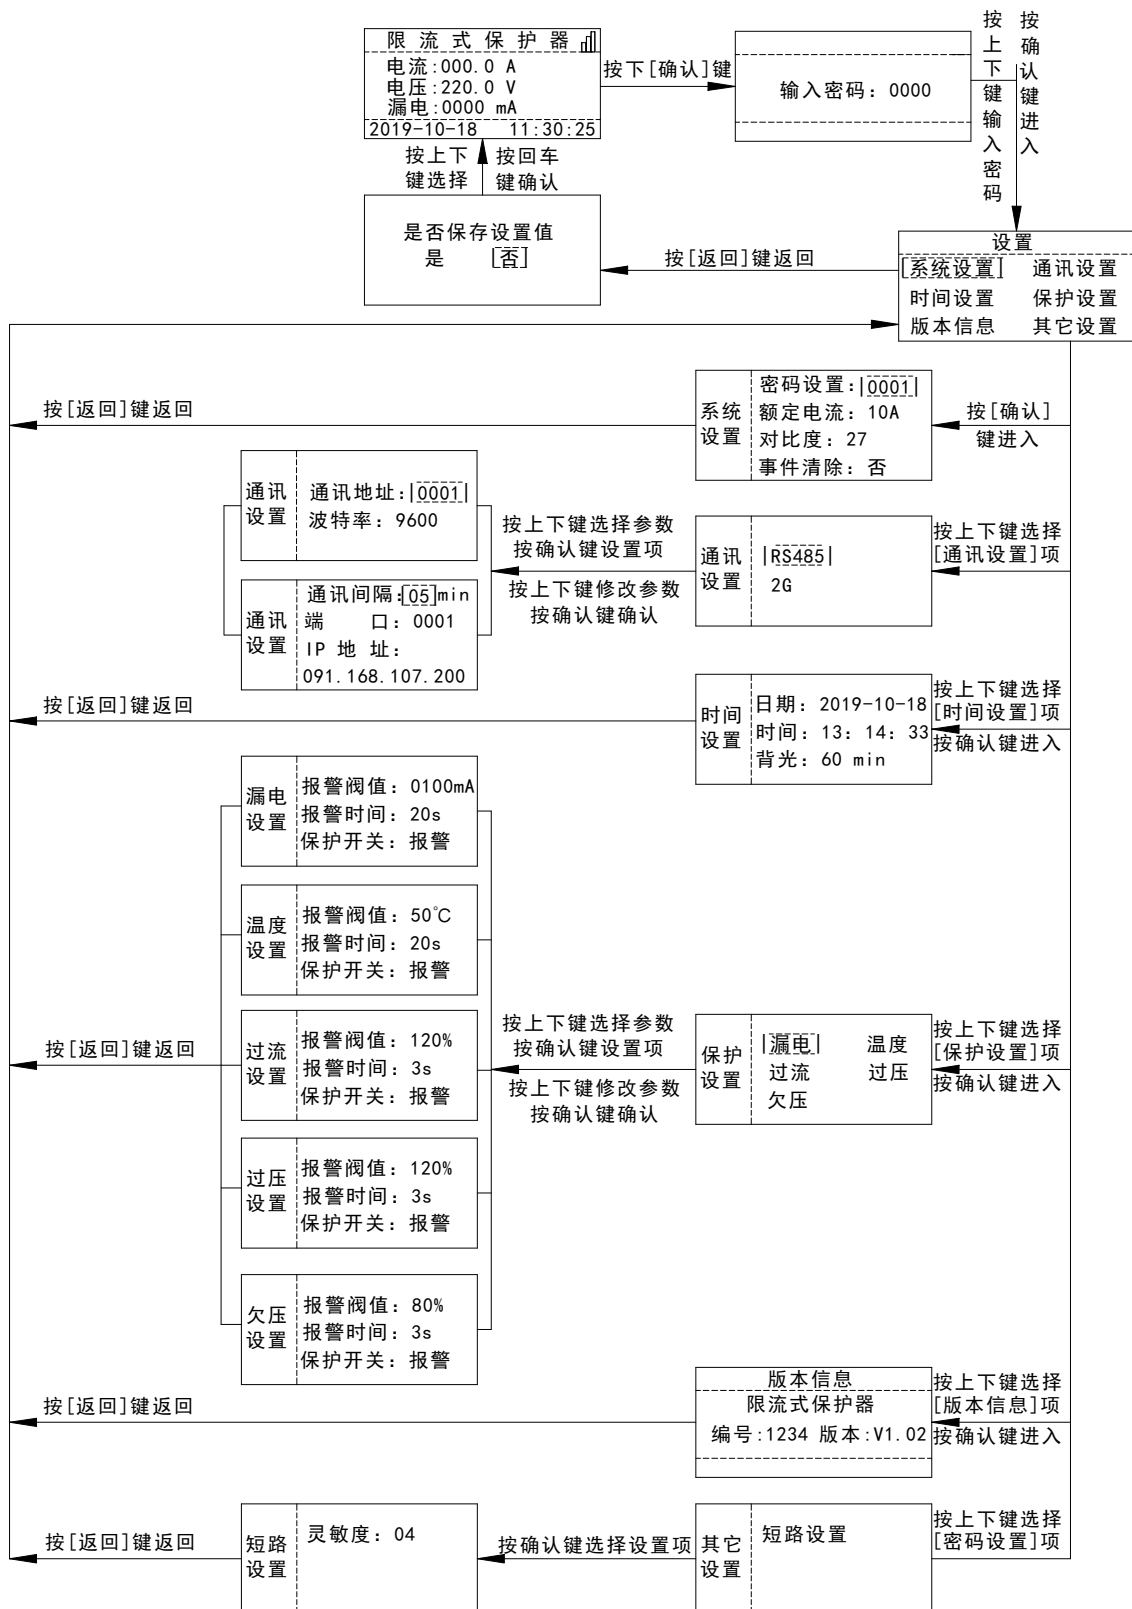 限流式保护器
电流:000.0 A
电压:220.0 V
漏电:0000 mA
2019-10-18 11:30:25
按下[确认]键
输入密码: 0000
按上下键输入密码
按确认键进入
按上下
键选择
按回车
键确认
是否保存设置值
是 [否]
按[返回]键返回
设置
[系统设置] 通讯设置
时间设置 保护设置
版本信息 其它设置
按[返回]键返回
系统
设置
密码设置:|0001|
额定电流: 10A
对比度: 27
事件清除: 否
按[确认]
键进入
通讯
设置
通讯地址:|0001|
波特率: 9600
通讯
设置
通讯间隔:[05]min
端 口: 0001
IP 地 址:
091.168.107.200
按上下键选择参数
按确认键设置项
按上下键修改参数
按确认键确认
通讯
设置
|RS485|
2G
按上下键选择
[通讯设置]项
按[返回]键返回
时间
设置
日期: 2019-10-18
时间: 13: 14: 33
背光: 60 min
按上下键选择
[时间设置]项
按确认键进入
漏电
设置
报警阀值: 0100mA
报警时间: 20s
保护开关: 报警
温度
设置
报警阀值: 50℃
报警时间: 20s
保护开关: 报警
按[返回]键返回
过流
设置
报警阀值: 120%
报警时间: 3s
保护开关: 报警
过压
设置
报警阀值: 120%
报警时间: 3s
保护开关: 报警
欠压
设置
报警阀值: 80%
报警时间: 3s
保护开关: 报警
按上下键选择参数
按确认键设置项
按上下键修改参数
按确认键确认
保护
设置
|漏电| 温度
过流 过压
欠压
按上下键选择
[保护设置]项
按确认键进入
按[返回]键返回
版本信息
限流式保护器
编号:1234 版本:V1.02
按上下键选择
[版本信息]项
按确认键进入
按[返回]键返回
短路
设置
灵敏度: 04
按确认键选择设置项
其它
设置
短路设置
按上下键选择
[密码设置]项